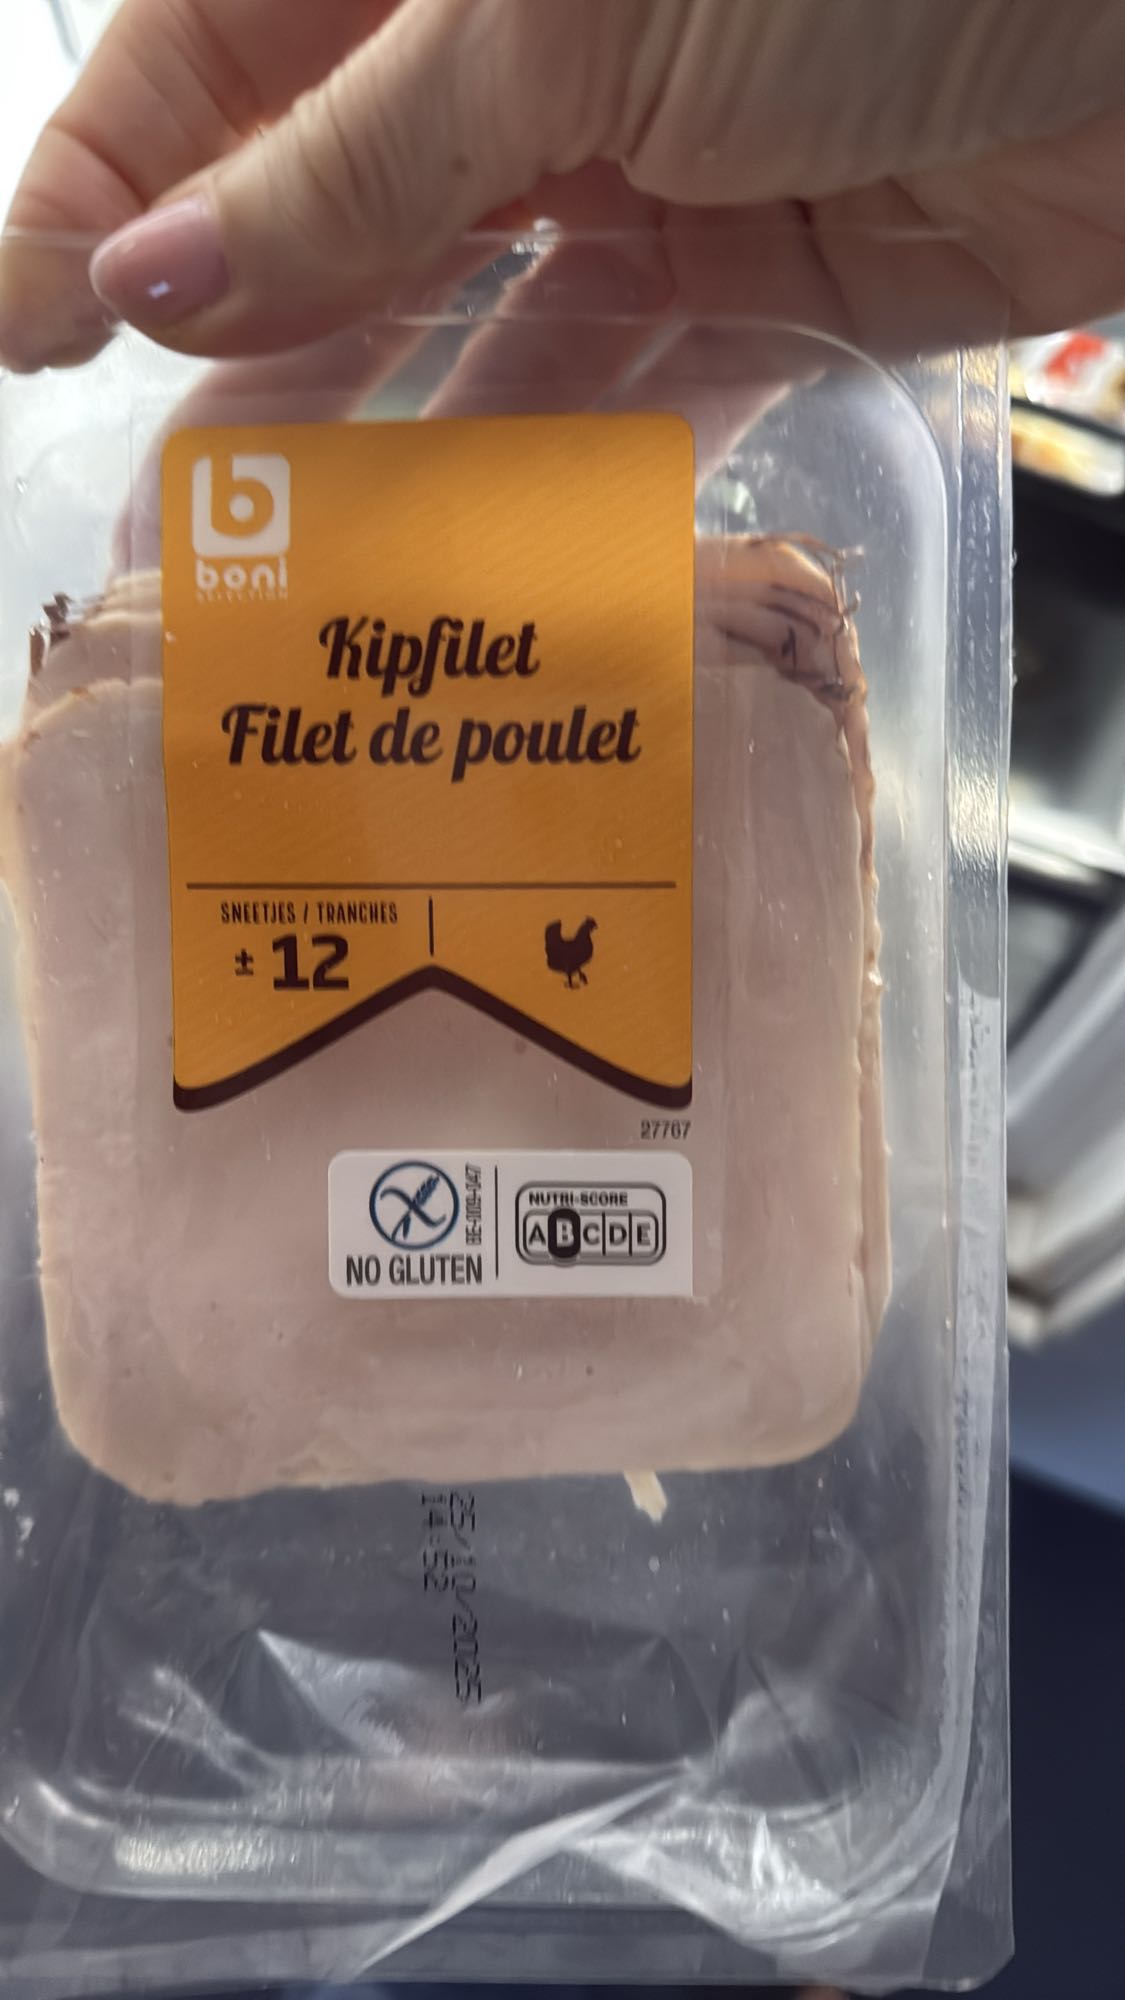 boni
SELECTION
Kipfilet
Filet de poulet
SNEETJES / TRANCHES
± 12
27767
BE-009-047
NO GLUTEN
NUTRI-SCORE
A B C D E
25/10/2025
14:52